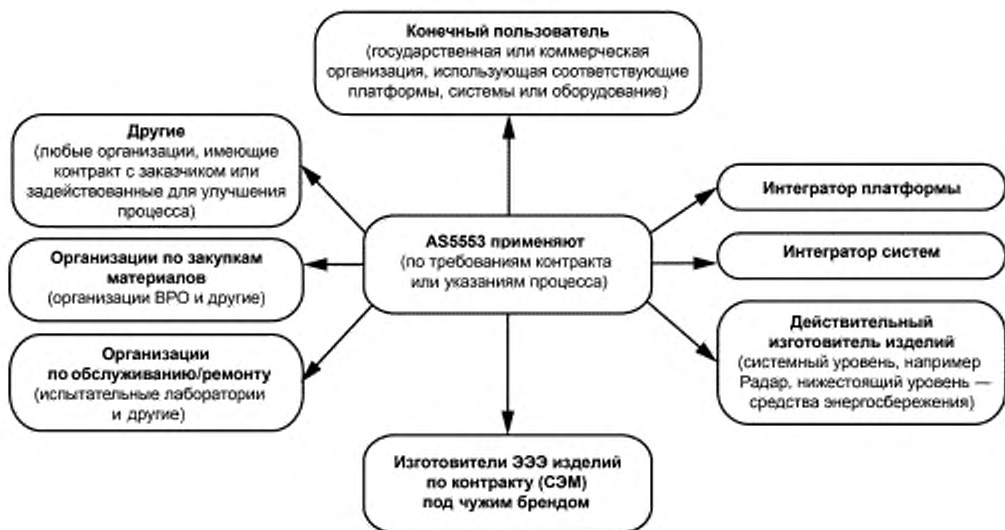 Конечный пользователь
(государственная или коммерческая
организация, использующая соответствующие
платформы, системы или оборудование)
Другие
(любые организации, имеющие
контракт с заказчиком или
задействованные для улучшения
процесса)
Интегратор платформы
AS5553 применяют
(по требованиям контракта
или указаниям процесса)
Организации по закупкам
материалов
(организации ВРО и другие)
Интегратор систем
Организации
по обслуживанию/ремонту
(испытательные лаборатории
и другие)
Действительный
изготовитель изделий
(системный уровень, например
Радар, нижестоящий уровень —
средства энергосбережения)
Изготовители ЭЭЭ изделий
по контракту (СЭМ)
под чужим брендом